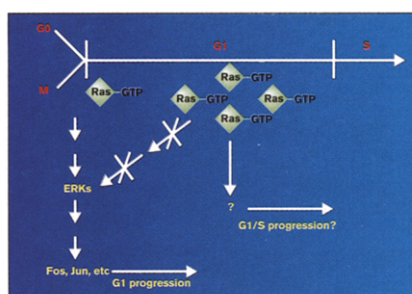 G0
G1
S
M
Ras-GTP
Ras-GTP
Ras-GTP
Ras-GTP
Ras-GTP
ERKs
?
G1/S progression?
Fos, Jun, etc
G1 progression